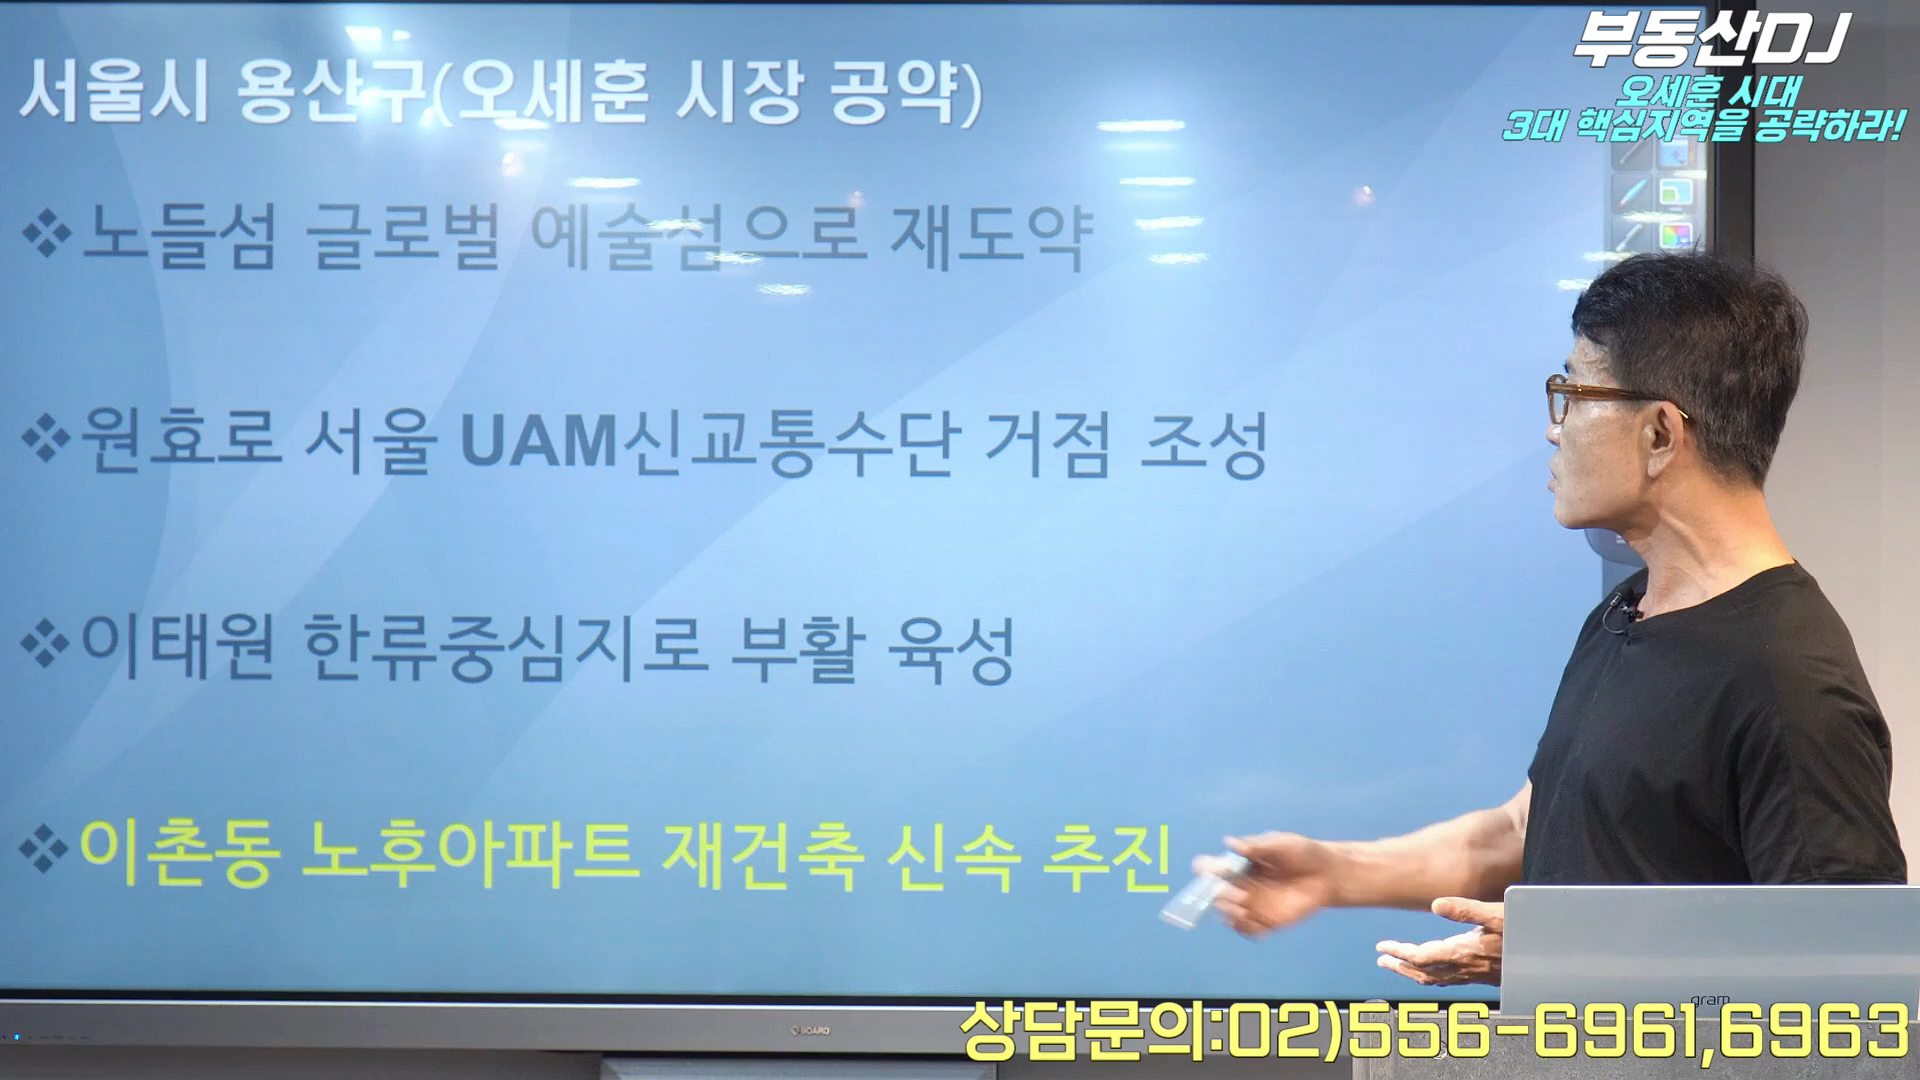 부동산DJ
오세훈 시대
3대 핵심지역을 공략하라!
서울시 용산구(오세훈 시장 공약)
❖노들섬 글로벌 예술섬으로 재도약
❖원효로 서울 UAM신교통수단 거점 조성
❖이태원 한류중심지로 부활 육성
❖이촌동 노후아파트 재건축 신속 추진
gram
상담문의:02)556-6961,6963